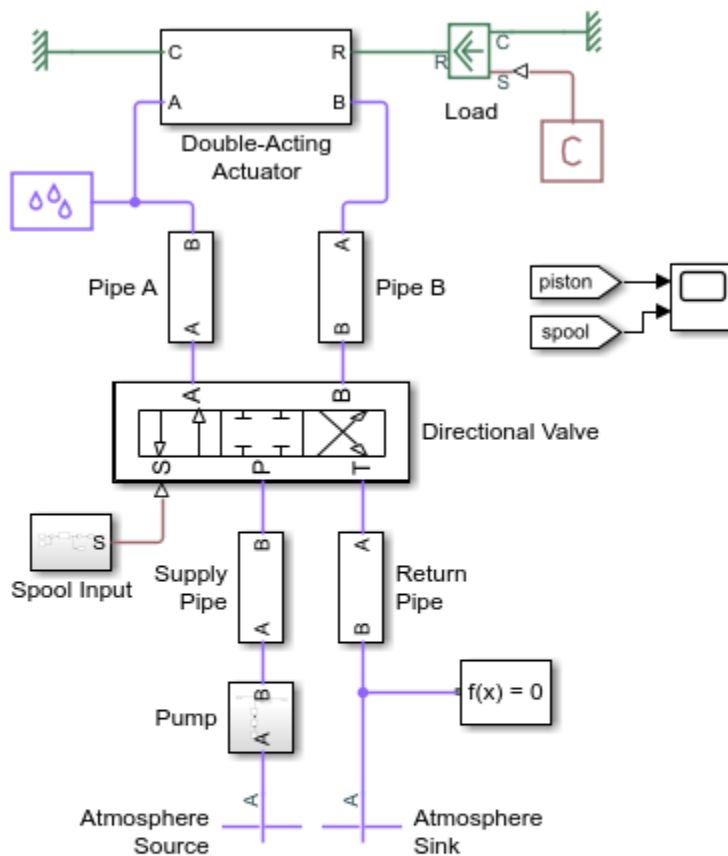 C
R
A
B
R
C
S
Load
C
Double-Acting
Actuator
B
Pipe A
A
A
Pipe B
B
piston
spool
A
B
S
P
T
Directional Valve
S
Spool Input
B
Supply
Pipe
A
A
Return
Pipe
B
B
Pump
A
f(x) = 0
A
Atmosphere
Source
A
Atmosphere
Sink